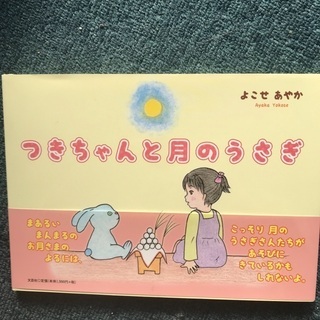 よこせ あやか
Ayaka Yokose
つきちゃんと月のうさぎ
まあるい
まんまるの
お月さまの
よるには
こっそり 月の
うさぎさんたちが
あそびに
きているかも
しれないよ。